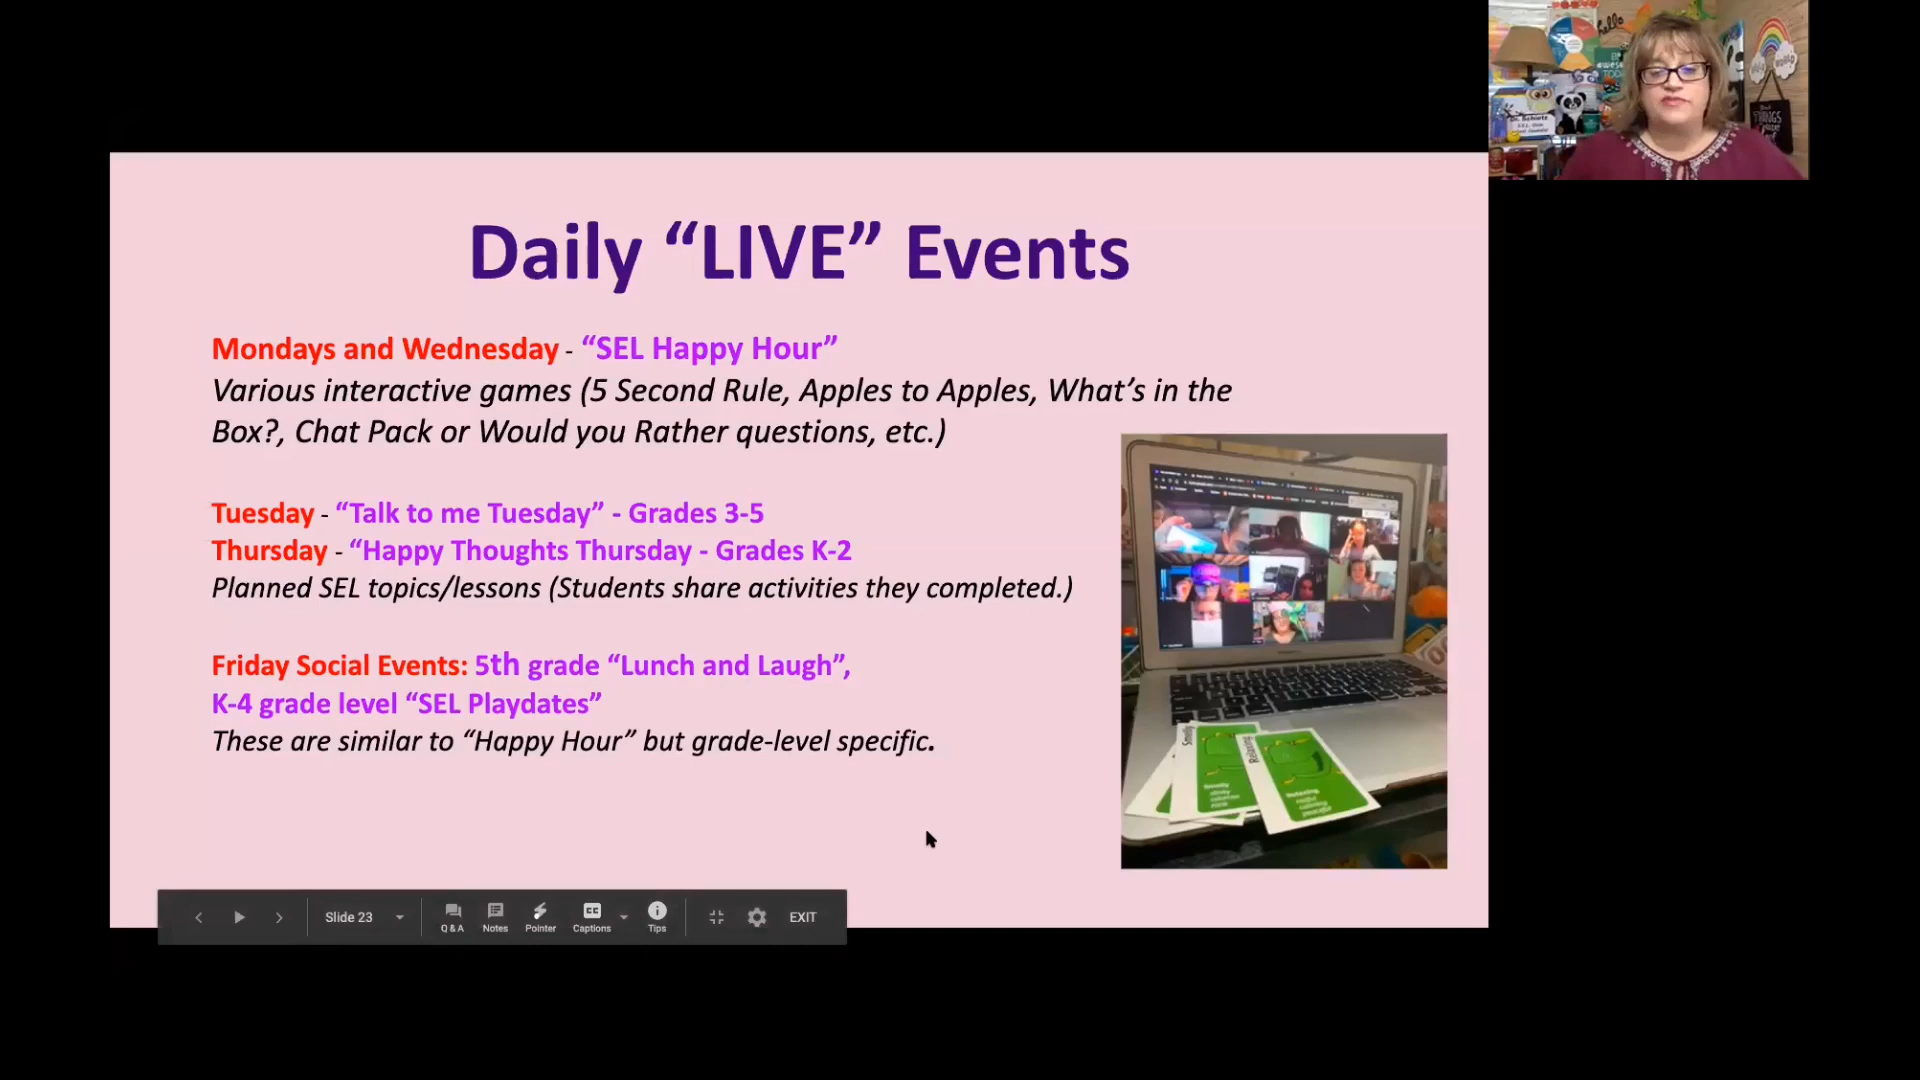 Daily “LIVE” Events
Mondays and Wednesday - “SEL Happy Hour”
Various interactive games (5 Second Rule, Apples to Apples, What’s in the
Box?, Chat Pack or Would you Rather questions, etc.)
Tuesday - “Talk to me Tuesday” - Grades 3-5
Thursday - “Happy Thoughts Thursday - Grades K-2
Planned SEL topics/lessons (Students share activities they completed.)
Friday Social Events: 5th grade “Lunch and Laugh”,
K-4 grade level “SEL Playdates”
These are similar to “Happy Hour” but grade-level specific.
Relaxing
Slide 23
Q & A
Notes
Pointer
Captions
Tips
EXIT
hello
THINGS